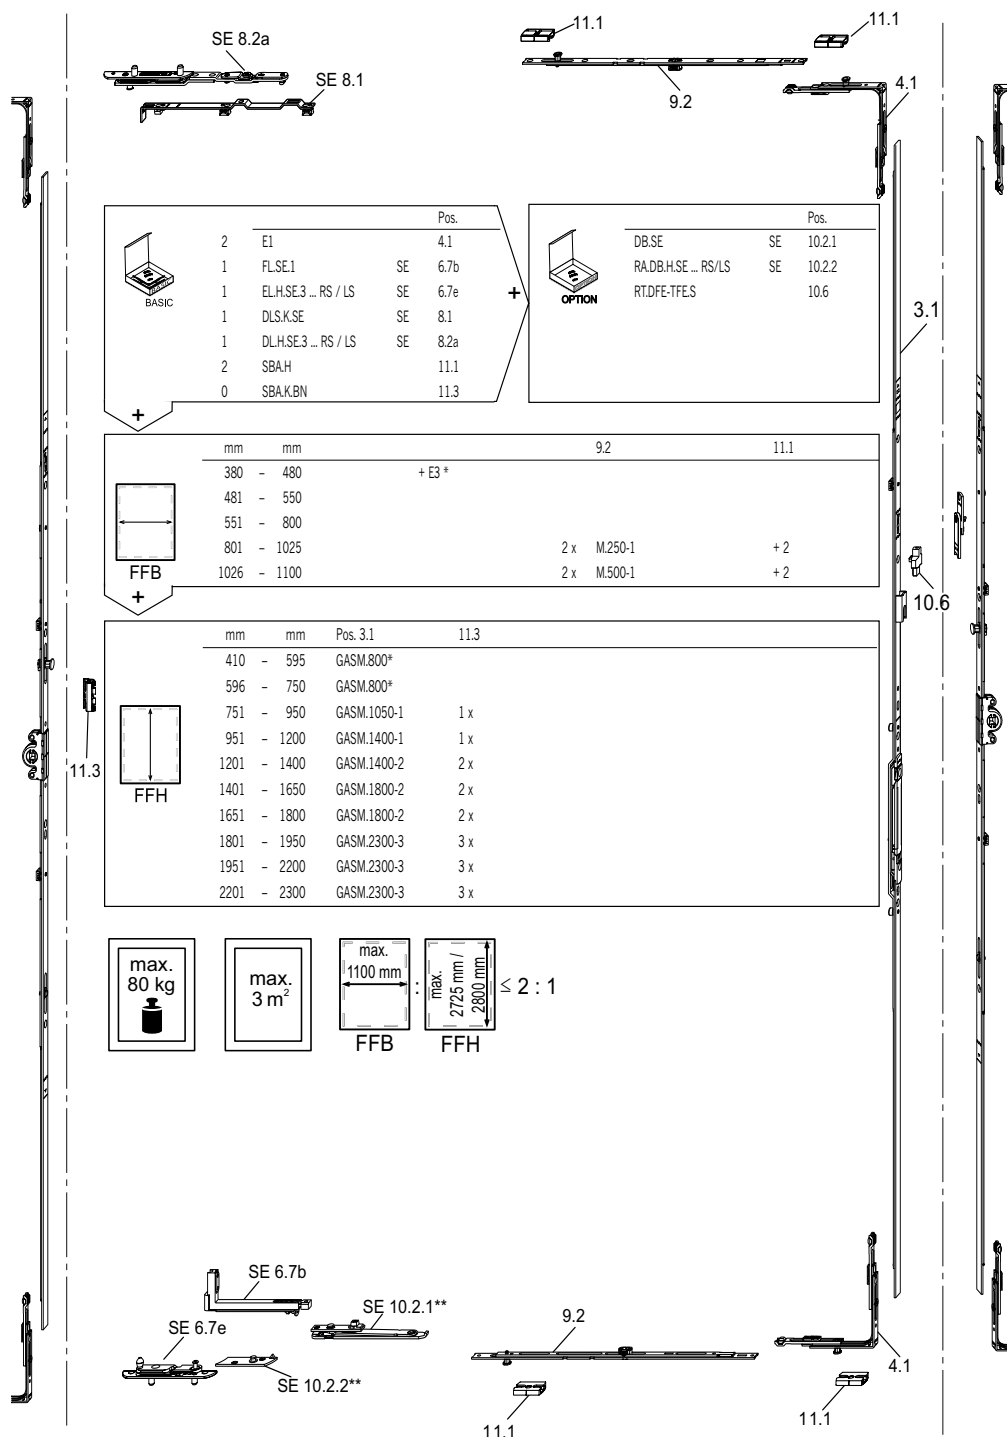 11.1
11.1
SE 8.2a
SE 8.1
9.2
4.1
Pos.
2 E1 4.1
1 FL.SE.1 SE 6.7b
1 EL.H.SE.3 ... RS / LS SE 6.7e
1 DLS.K.SE SE 8.1
1 DL.H.SE.3 ... RS / LS SE 8.2a
2 SBA.H 11.1
0 SBA.K.BN 11.3
BASIC
+
+
Pos.
DB.SE SE 10.2.1
RA.DB.H.SE ... RS/LS SE 10.2.2
RT.DFE-TFE.S 10.6
OPTION
3.1
mm mm 9.2 11.1
380 – 480 + E3 *
481 – 550
551 – 800
801 – 1025 2 x M.250-1 + 2
1026 – 1100 2 x M.500-1 + 2
FFB
+
10.6
mm mm Pos. 3.1 11.3
410 – 595 GASM.800*
596 – 750 GASM.800*
751 – 950 GASM.1050-1 1 x
951 – 1200 GASM.1400-1 1 x
1201 – 1400 GASM.1400-2 2 x
1401 – 1650 GASM.1800-2 2 x
1651 – 1800 GASM.1800-2 2 x
1801 – 1950 GASM.2300-3 3 x
1951 – 2200 GASM.2300-3 3 x
2201 – 2300 GASM.2300-3 3 x
FFH
11.3
max.
80 kg
max.
3 m²
max.
1100 mm
FFB
:
max.
2725 mm /
2800 mm
FFH
≤ 2 : 1
SE 6.7b
SE 10.2.1**
SE 6.7e
SE 10.2.2**
9.2
4.1
11.1
11.1